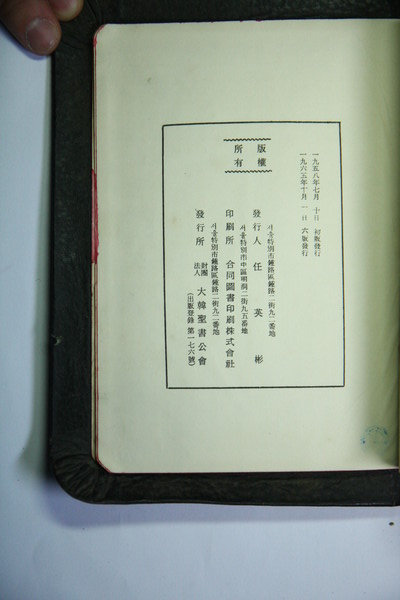 一九五八年七月 十日 初版發行
一九六五年十月 一日 六版發行
版權
所有
서울特別市鍾路區鍾路二街九一番地
發行人 任英彬
서울特別市中區明洞二街九五番地
印刷所 合同圖書印刷株式會社
서울特別市鍾路區鍾路二街九一番地
發行所 財團法人 大韓聖書公會
(出版登錄 第一七六號)